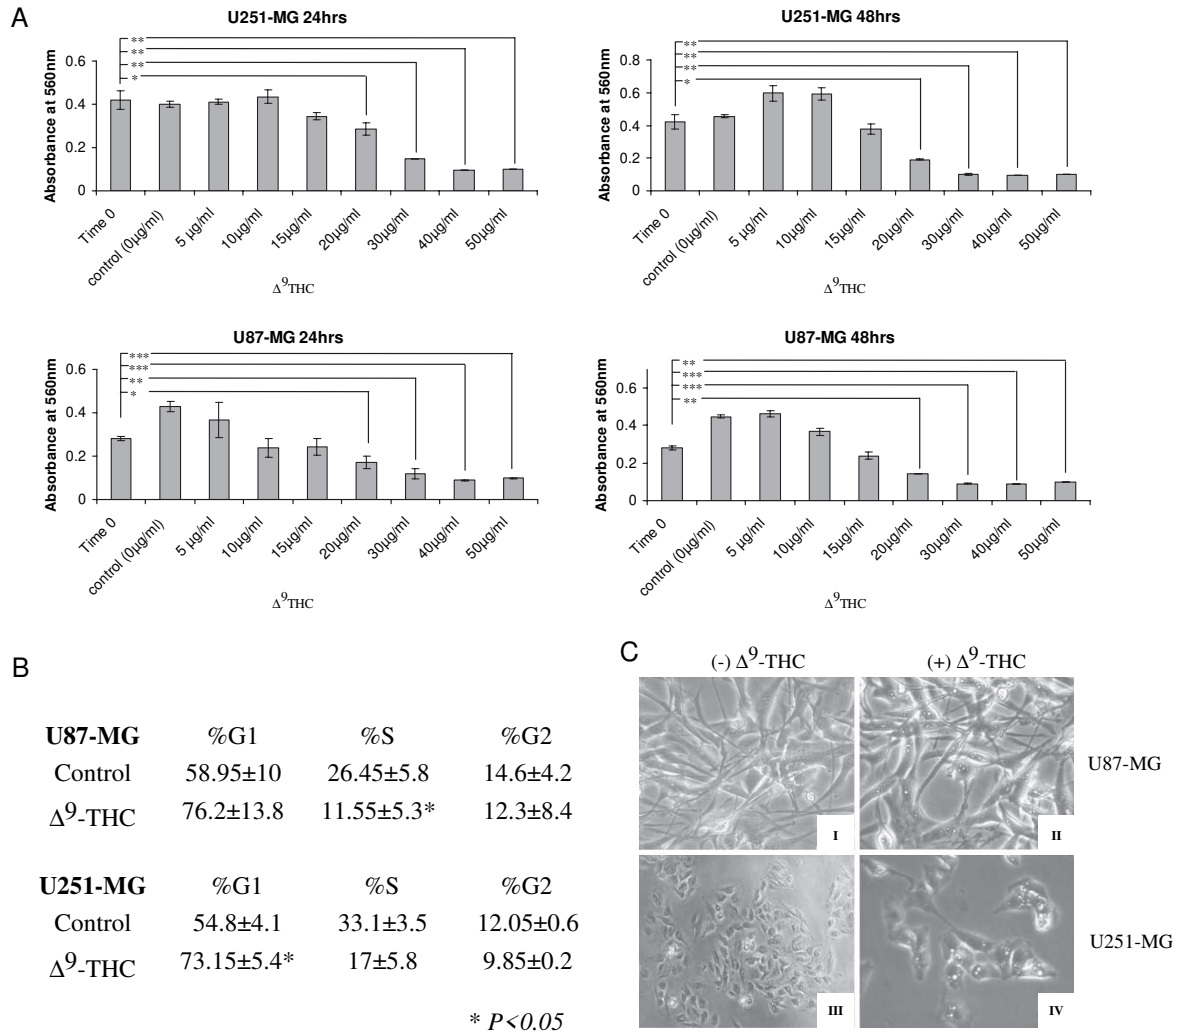 A
U251-MG 24hrs
**
**
**
*
Absorbance at 560nm
0.6
0.4
0.2
0
Time 0
control (0µg/ml)
5 µg/ml
10µg/ml
15µg/ml
20µg/ml
30µg/ml
40µg/ml
50µg/ml
Δ9THC
U251-MG 48hrs
**
**
**
*
Absorbance at 560nm
0.8
0.6
0.4
0.2
0
Time 0
control (0µg/ml)
5 µg/ml
10µg/ml
15µg/ml
20µg/ml
30µg/ml
40µg/ml
50µg/ml
Δ9THC
U87-MG 24hrs
***
***
**
*
Absorbance at 560nm
0.6
0.4
0.2
0
Time 0
control (0µg/ml)
5 µg/ml
10µg/ml
15µg/ml
20µg/ml
30µg/ml
40µg/ml
50µg/ml
Δ9THC
U87-MG 48hrs
**
***
***
**
Absorbance at 560nm
0.6
0.4
0.2
0
Time 0
control (0µg/ml)
5 µg/ml
10µg/ml
15µg/ml
20µg/ml
30µg/ml
40µg/ml
50µg/ml
Δ9THC
B
U87-MG %G1 %S %G2
Control 58.95±10 26.45±5.8 14.6±4.2
Δ9-THC 76.2±13.8 11.55±5.3* 12.3±8.4
U251-MG %G1 %S %G2
Control 54.8±4.1 33.1±3.5 12.05±0.6
Δ9-THC 73.15±5.4* 17±5.8 9.85±0.2
* P<0.05
C
(-) Δ9-THC (+) Δ9-THC
U87-MG
I II
U251-MG
III IV